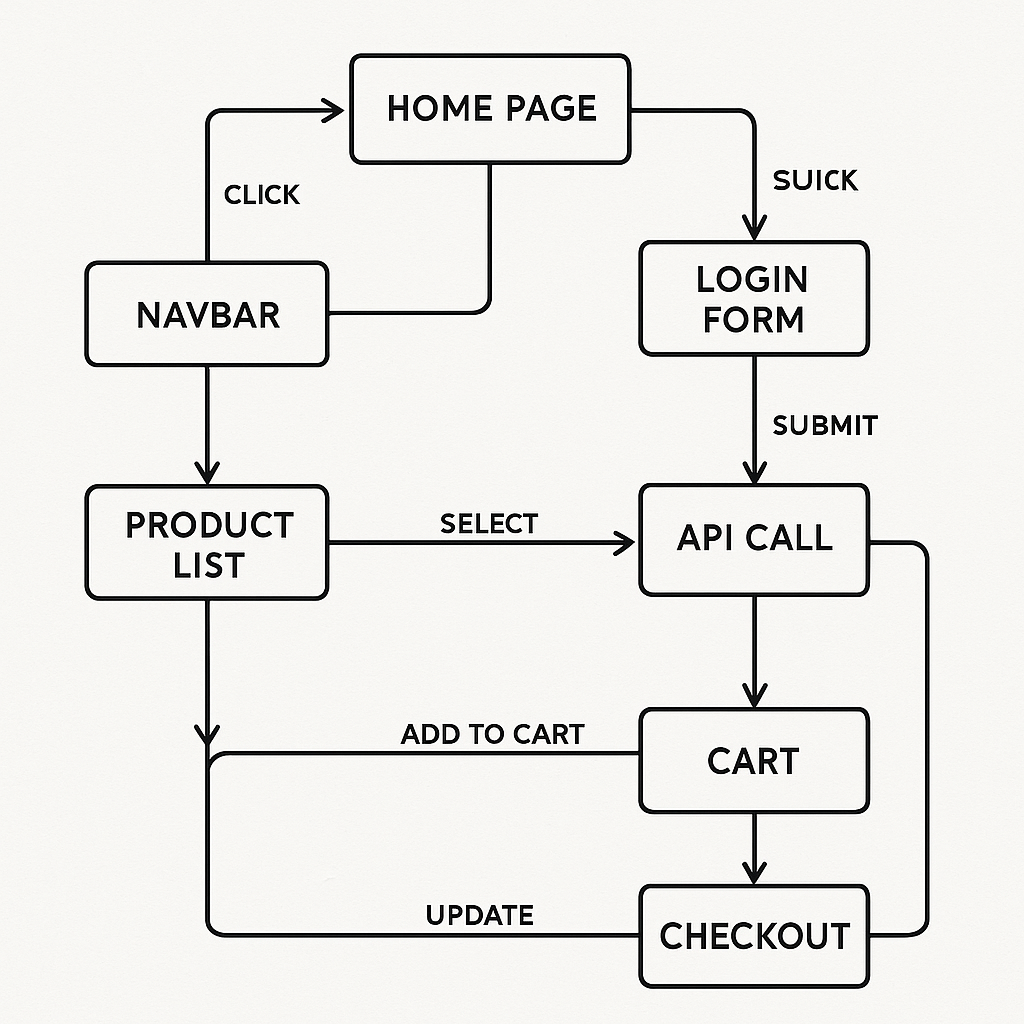 HOME PAGE
CLICK
SUICK
NAVBAR
LOGIN
FORM
SUBMIT
PRODUCT
LIST
SELECT
API CALL
ADD TO CART
CART
UPDATE
CHECKOUT